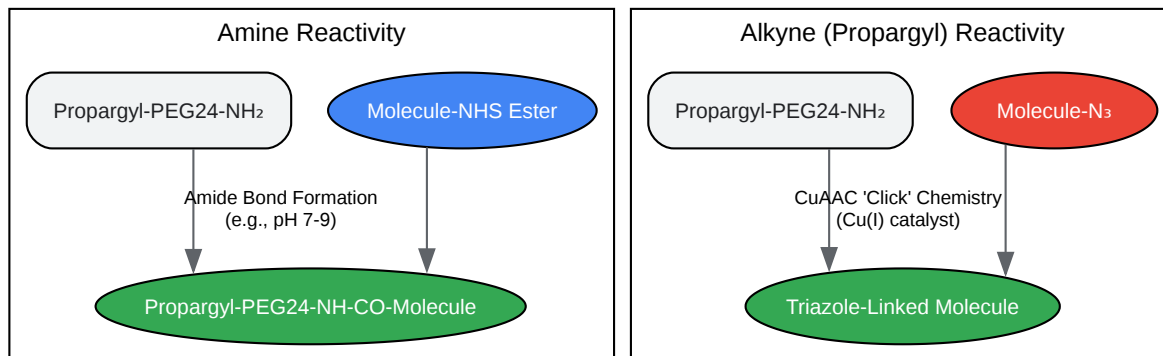 Amine Reactivity
Propargyl-PEG24-NH₂
Molecule-NHS Ester
Amide Bond Formation
(e.g., pH 7-9)
Propargyl-PEG24-NH-CO-Molecule
Alkyne (Propargyl) Reactivity
Propargyl-PEG24-NH₂
Molecule-N₃
CuAAC 'Click' Chemistry
(Cu(I) catalyst)
Triazole-Linked Molecule